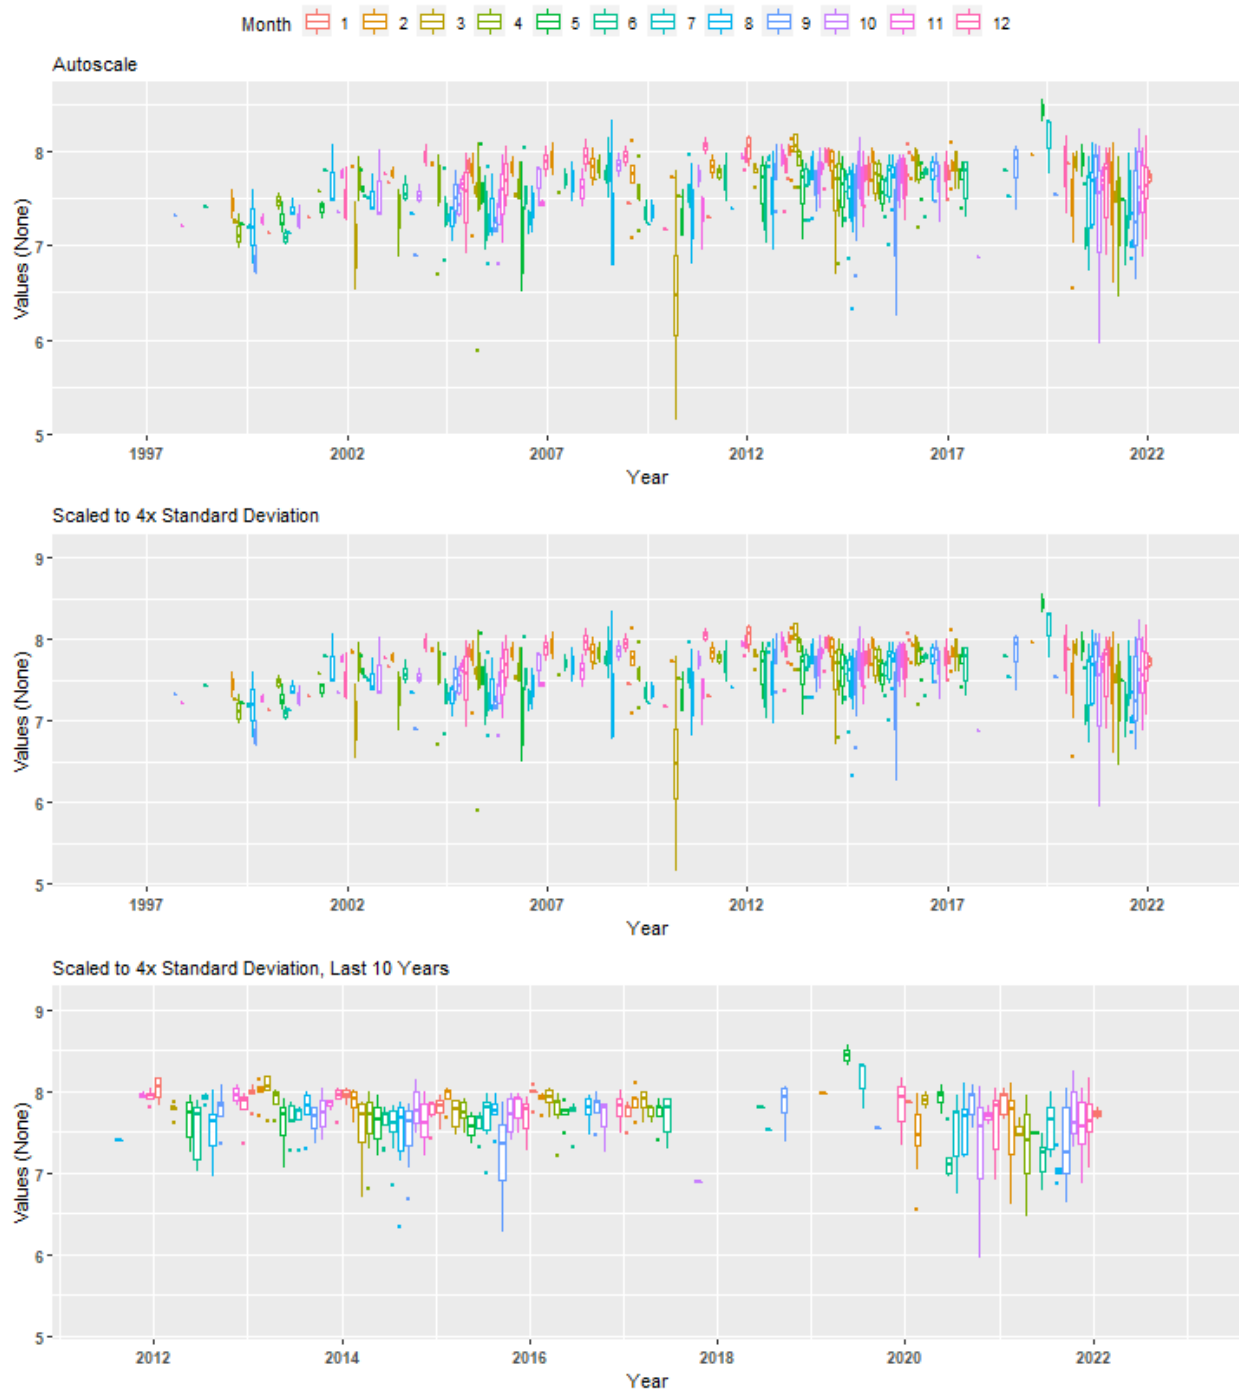 Month 1 2 3 4 5 6 7 8 9 10 11 12
Autoscale
Values (None)
8
7
6
5
1997 2002 2007 2012 2017 2022
Year
Scaled to 4x Standard Deviation
Values (None)
9
8
7
6
5
1997 2002 2007 2012 2017 2022
Year
Scaled to 4x Standard Deviation, Last 10 Years
Values (None)
9
8
7
6
5
2012 2014 2016 2018 2020 2022
Year